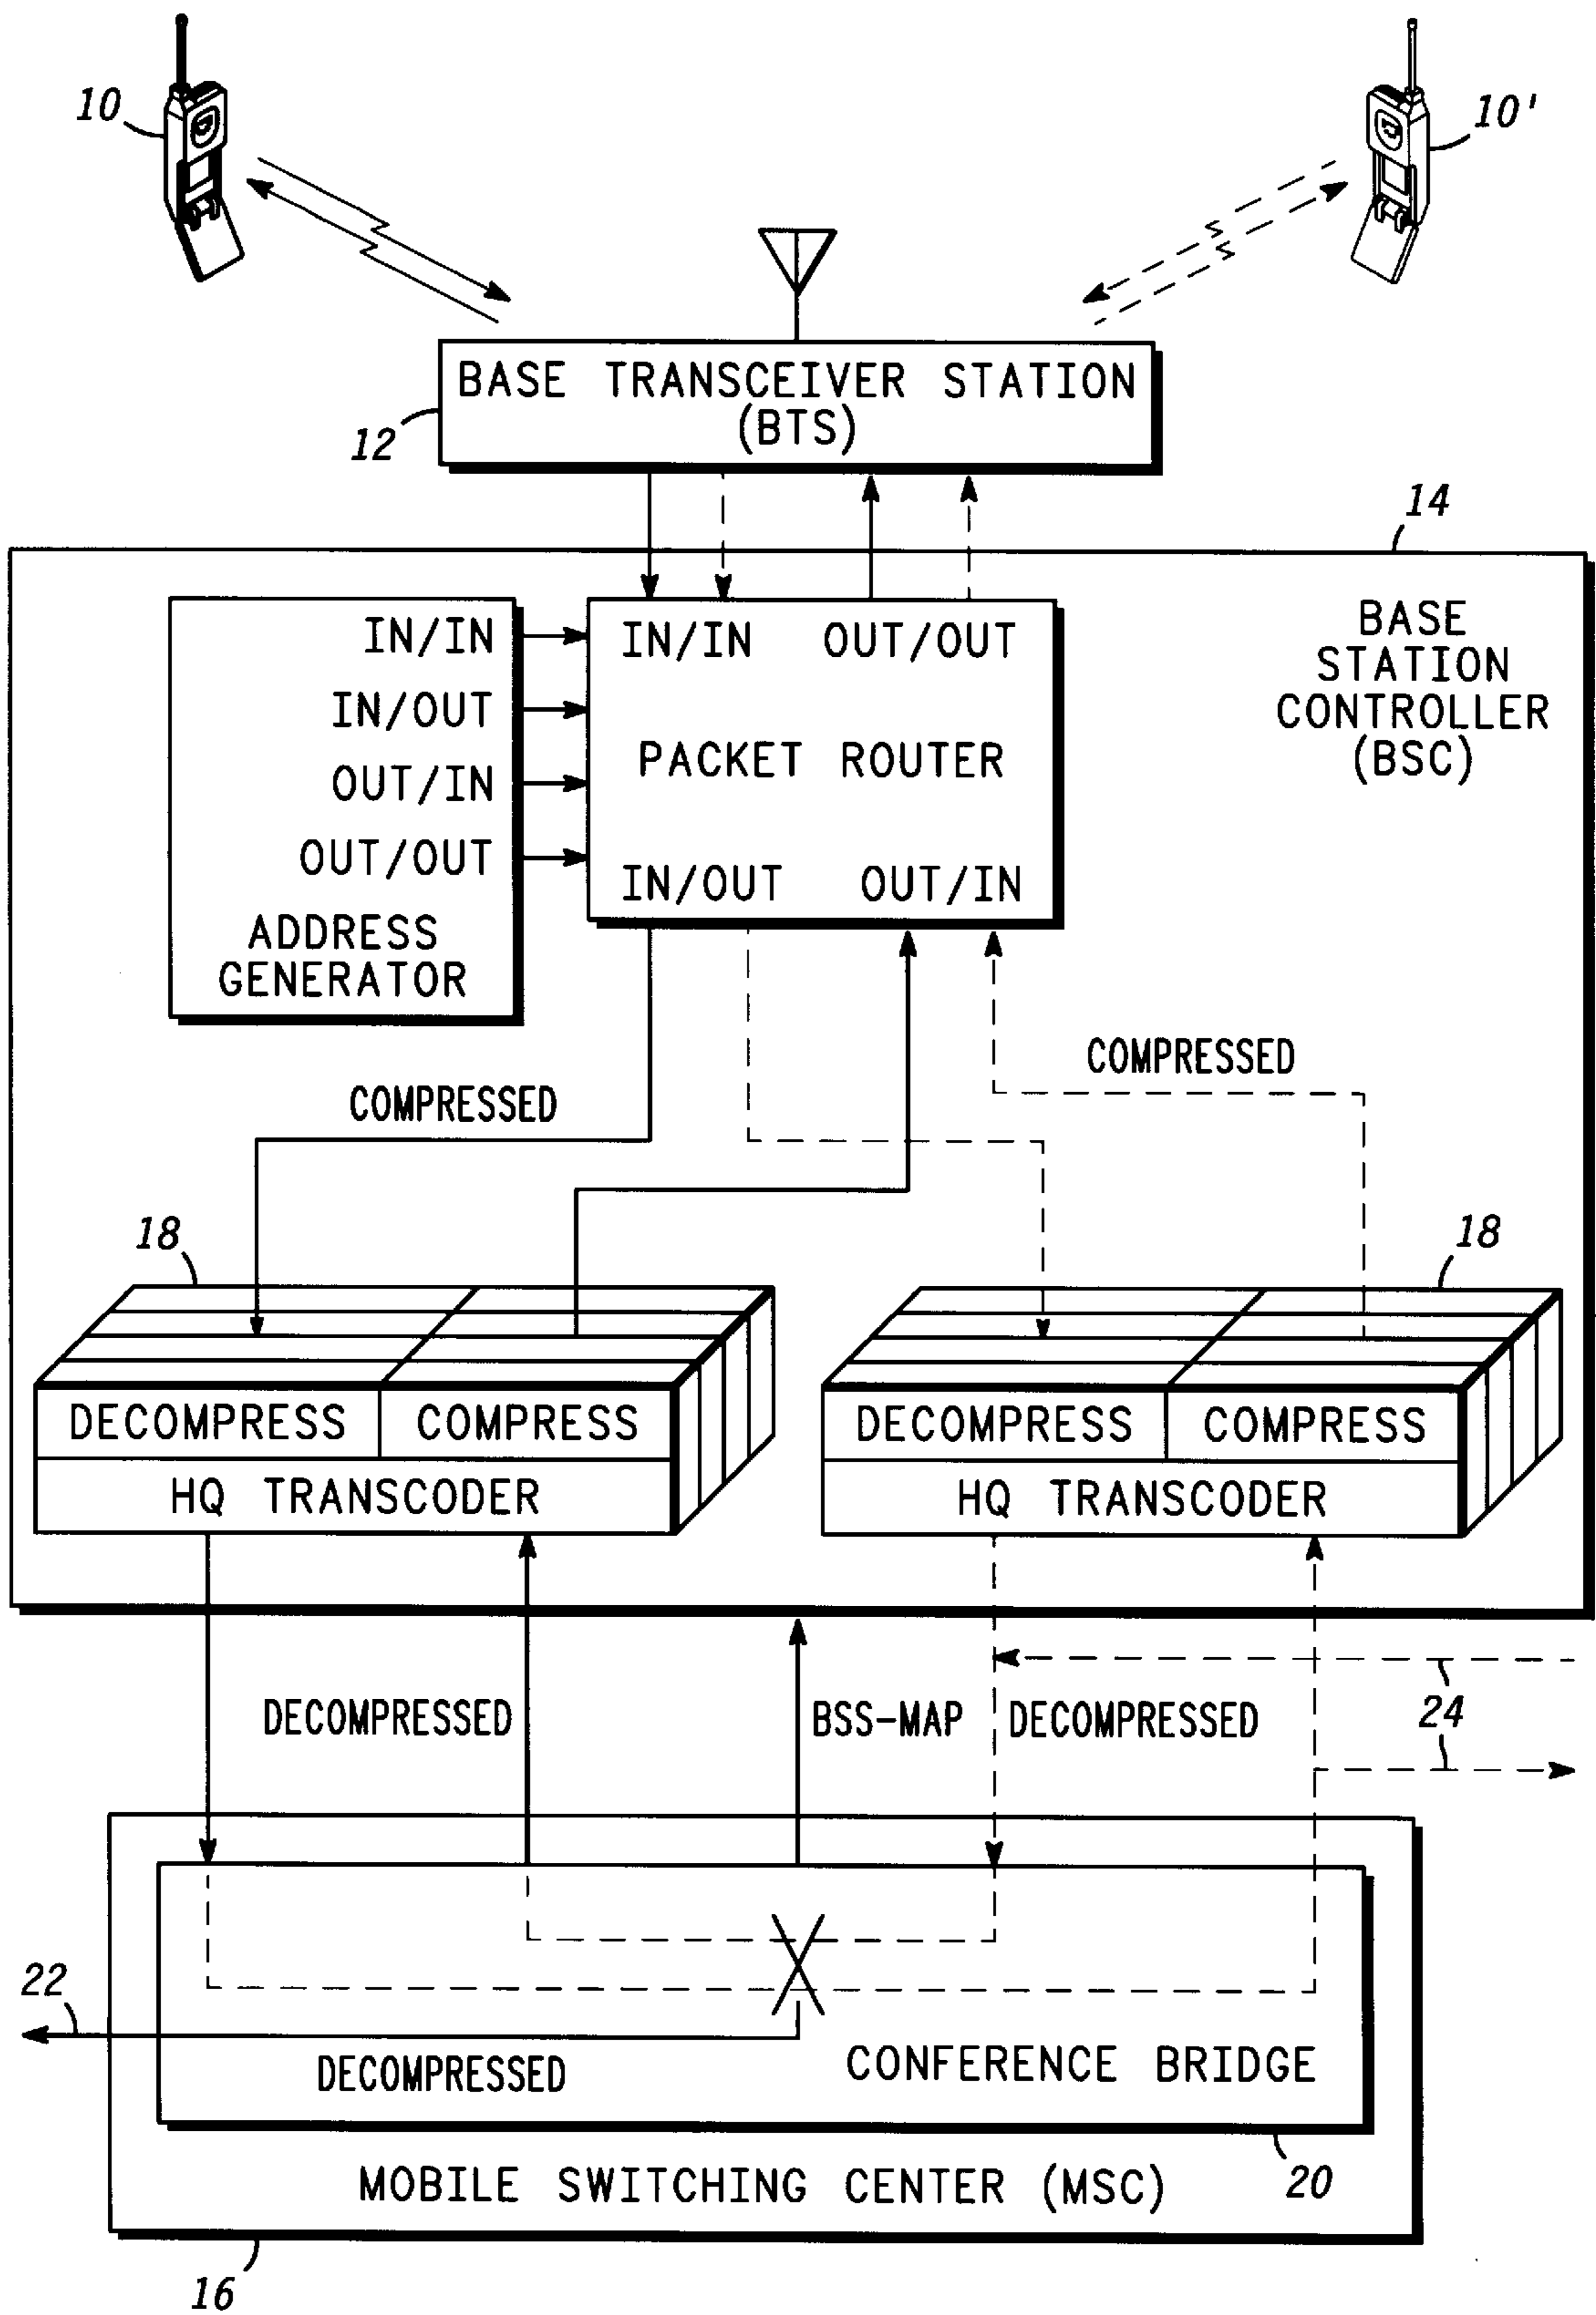 10
10'
BASE TRANSCEIVER STATION
(BTS)
12
14
BASE
STATION
CONTROLLER
(BSC)
IN/IN
IN/OUT
OUT/IN
OUT/OUT
ADDRESS
GENERATOR
IN/IN OUT/OUT
PACKET ROUTER
IN/OUT OUT/IN
COMPRESSED
COMPRESSED
18
18
DECOMPRESS COMPRESS
HQ TRANSCODER
DECOMPRESS COMPRESS
HQ TRANSCODER
DECOMPRESSED
BSS-MAP
DECOMPRESSED
24
22
DECOMPRESSED
CONFERENCE BRIDGE
20
MOBILE SWITCHING CENTER (MSC)
16